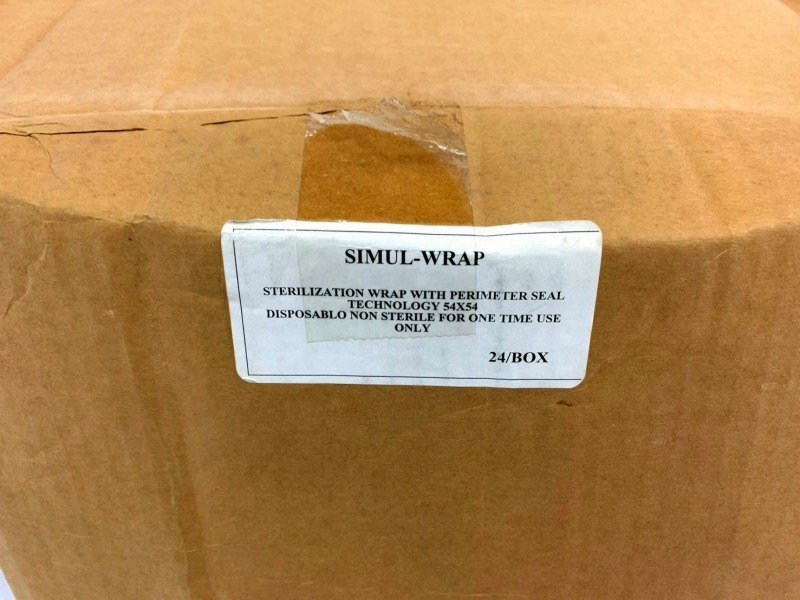 SIMUL-WRAP
STERILIZATION WRAP WITH PERIMETER SEAL
TECHNOLOGY 54X54
DISPOSABLO NON STERILE FOR ONE TIME USE
ONLY
24/BOX